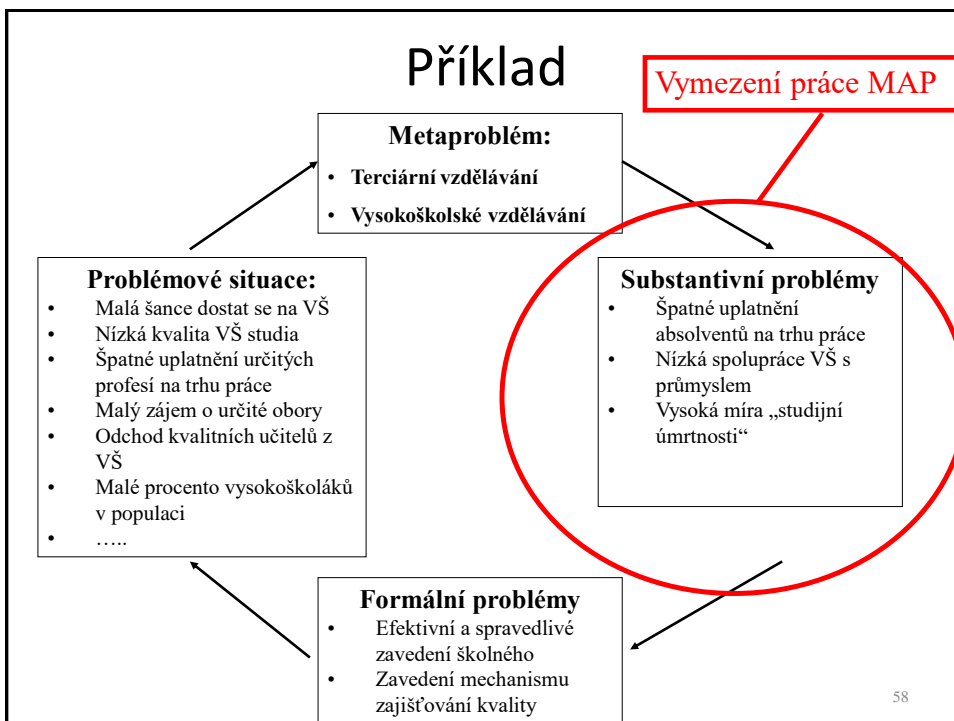 Příklad
Vymezení práce MAP
Metaproblém:
• Terciární vzdělávání
• Vysokoškolské vzdělávání
Problémové situace:
• Malá šance dostat se na VŠ
• Nízká kvalita VŠ studia
• Špatné uplatnění určitých
profesí na trhu práce
• Malý zájem o určité obory
• Odchod kvalitních učitelů z
VŠ
• Malé procento vysokoškoláků
v populaci
• …..
Substantivní problémy
• Špatné uplatnění
absolventů na trhu práce
• Nízká spolupráce VŠ s
průmyslem
• Vysoká míra „studijní
úmrtnosti“
Formální problémy
• Efektivní a spravedlivé
zavedení školného
• Zavedení mechanismu
zajišťování kvality
58